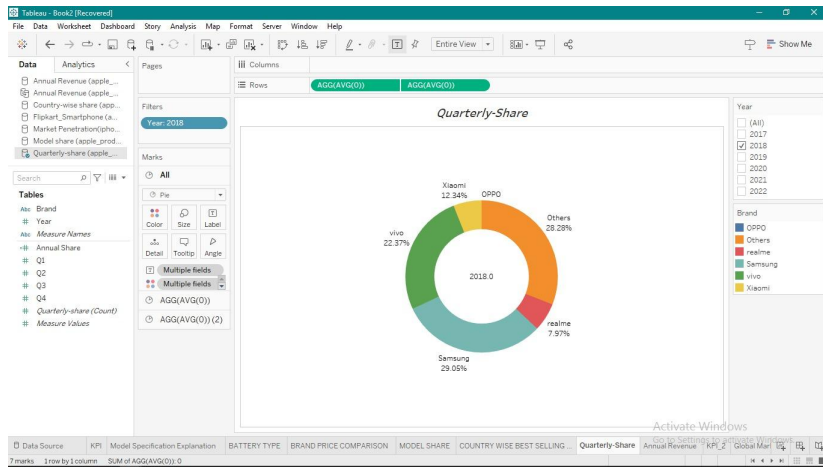 Tableau - Book2 [Recovered]
File Data Worksheet Dashboard Story Analysis Map Format Server Window Help
Entire View
Show Me
Data Analytics
Annual Revenue (apple_...
Annual Revenue (apple_...
Country-wise share (app...
Flipkart_Smartphone (a...
Market Penetration(ipho...
Model share (apple_prod...
Quarterly-share (apple_...
Search
Tables
Abc Brand
# Year
Abc Measure Names
# Annual Share
# Q1
# Q2
# Q3
# Q4
# Quarterly-share (Count)
# Measure Values
Pages
Filters
Year: 2018
Marks
All
Pie
Color Size Label
Detail Tooltip Angle
Multiple fields
Multiple fields
AGG(AVG(0))
AGG(AVG(0)) (2)
Columns
Rows AGG(AVG(0)) AGG(AVG(0))
Quarterly-Share
Xiaomi
12.34%
OPPO
Others
28.28%
vivo
22.37%
2018.0
realme
7.97%
Samsung
29.05%
Year
(All)
2017
2018
2019
2020
2021
2022
Brand
OPPO
Others
realme
Samsung
vivo
Xiaomi
Activate Windows
Go to Settings to activate Windows.
Data Source KPI Model Specification Explanation BATTERY TYPE BRAND PRICE COMPARISON MODEL SHARE COUNTRY WISE BEST SELLING ... Quarterly-Share Annual Revenue KPI_2 Global Mar
7 marks 1 row by 1 column SUM of AGG(AVG(0)): 0